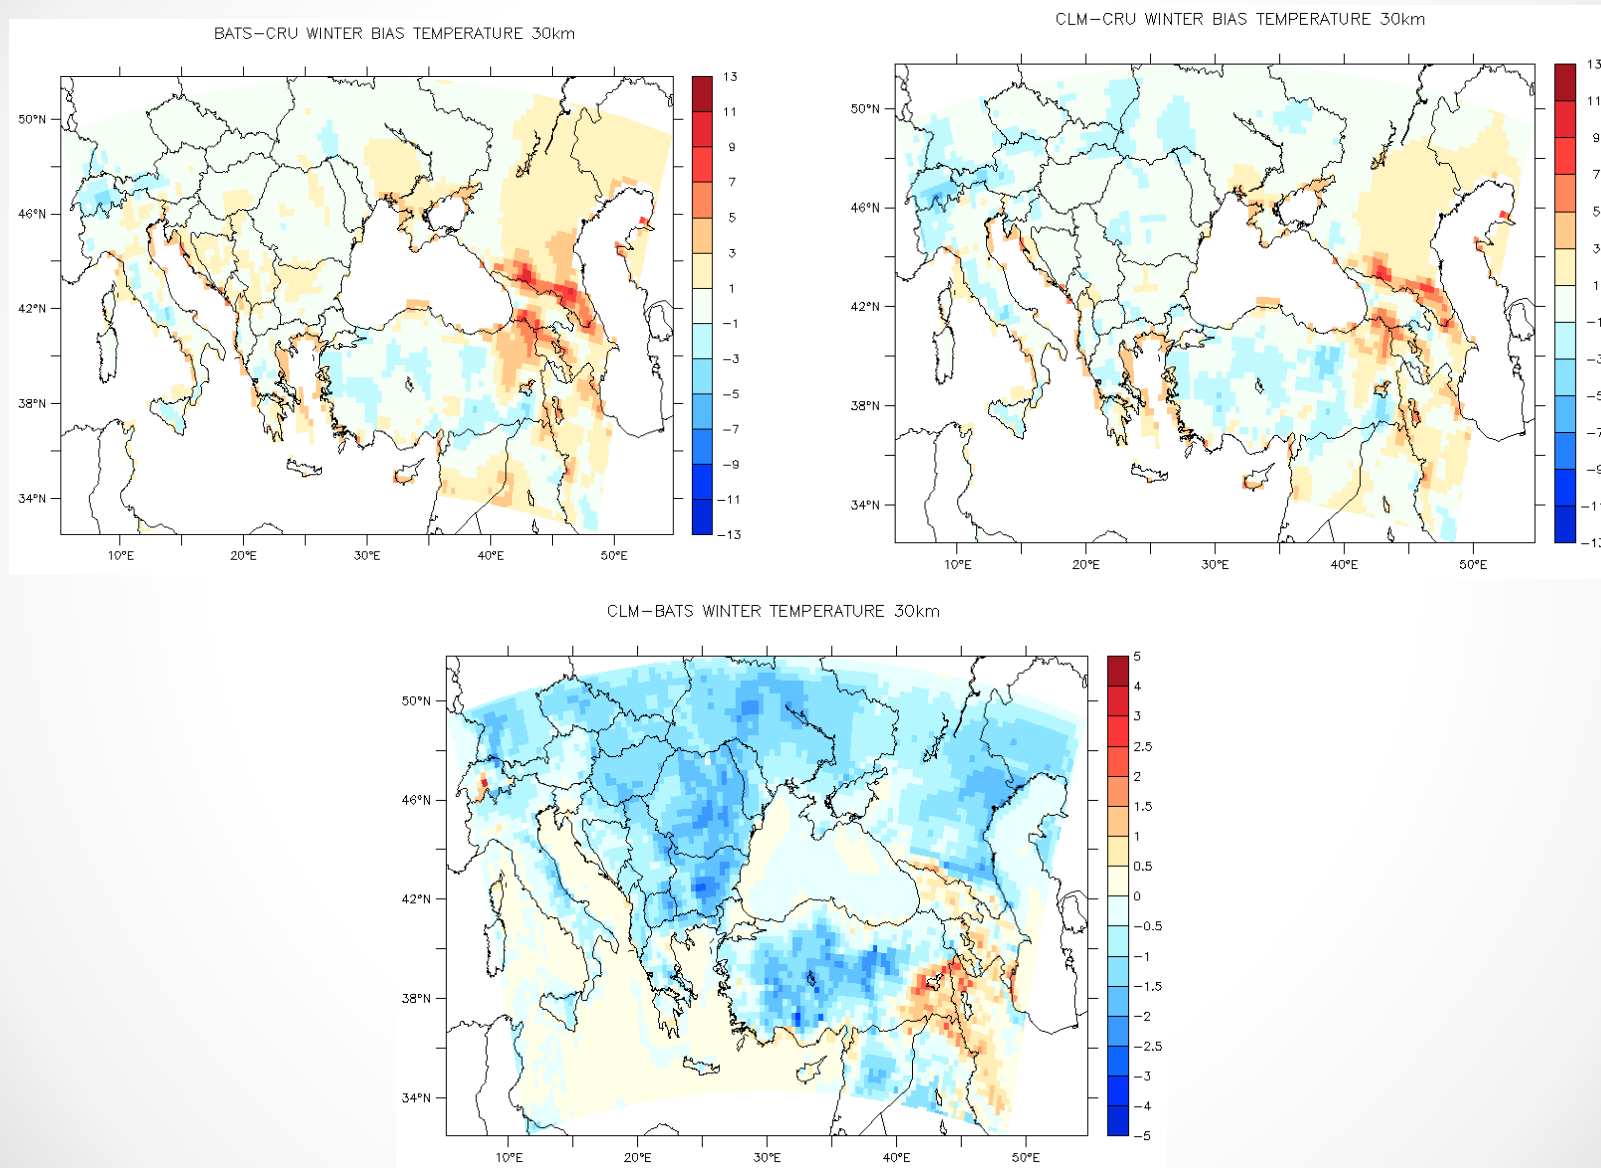 BATS-CRU WINTER BIAS TEMPERATURE 30km
50°N
46°N
42°N
38°N
34°N
10°E
20°E
30°E
40°E
50°E
13
11
9
7
5
3
1
-1
-3
-5
-7
-9
-11
-13
CLM-CRU WINTER BIAS TEMPERATURE 30km
50°N
46°N
42°N
38°N
34°N
10°E
20°E
30°E
40°E
50°E
13
11
9
7
5
3
1
-1
-3
-5
-7
-9
-1
-1
CLM-BATS WINTER TEMPERATURE 30km
50°N
46°N
42°N
38°N
34°N
10°E
20°E
30°E
40°E
50°E
5
4
3
2.5
2
1.5
1
0.5
0
-0.5
-1
-1.5
-2
-2.5
-3
-4
-5